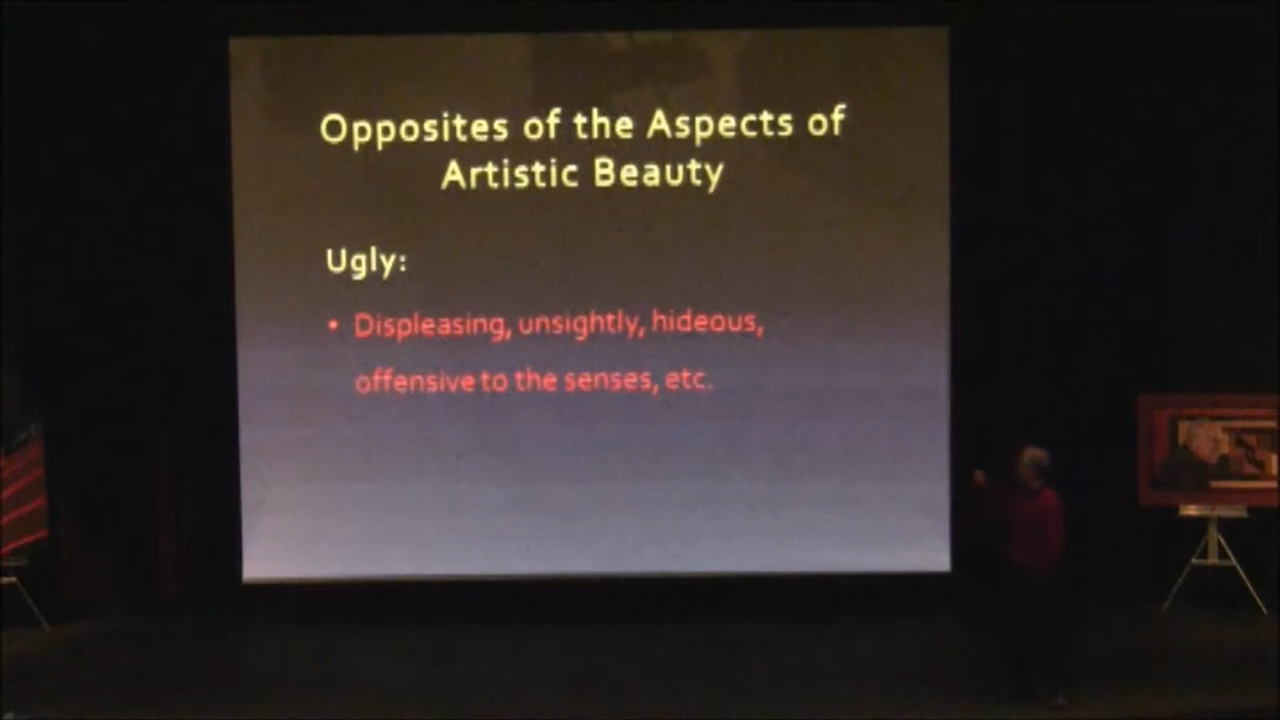 Opposites of the Aspects of
Artistic Beauty
Ugly:
• Displeasing, unsightly, hideous,
offensive to the senses, etc.